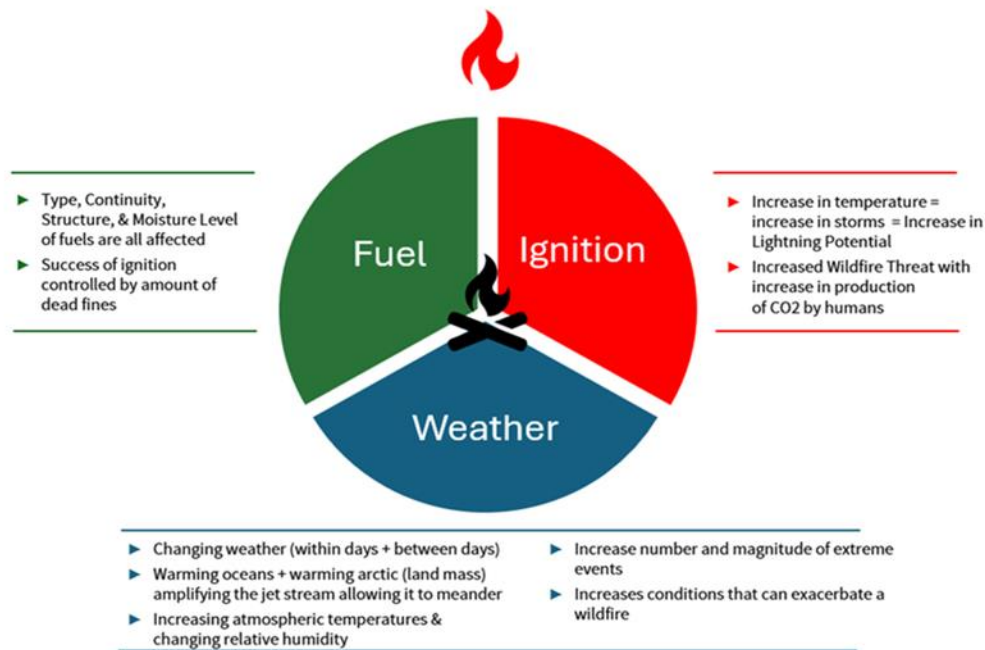 Fuel
Ignition
Weather
Type, Continuity,
Structure, & Moisture Level
of fuels are all affected
Success of ignition
controlled by amount of
dead fines
Increase in temperature =
increase in storms = Increase in
Lightning Potential
Increased Wildfire Threat with
increase in production
of CO2 by humans
Changing weather (within days + between days)
Warming oceans + warming arctic (land mass)
amplifying the jet stream allowing it to meander
Increasing atmospheric temperatures &
changing relative humidity
Increase number and magnitude of extreme
events
Increases conditions that can exacerbate a
wildfire